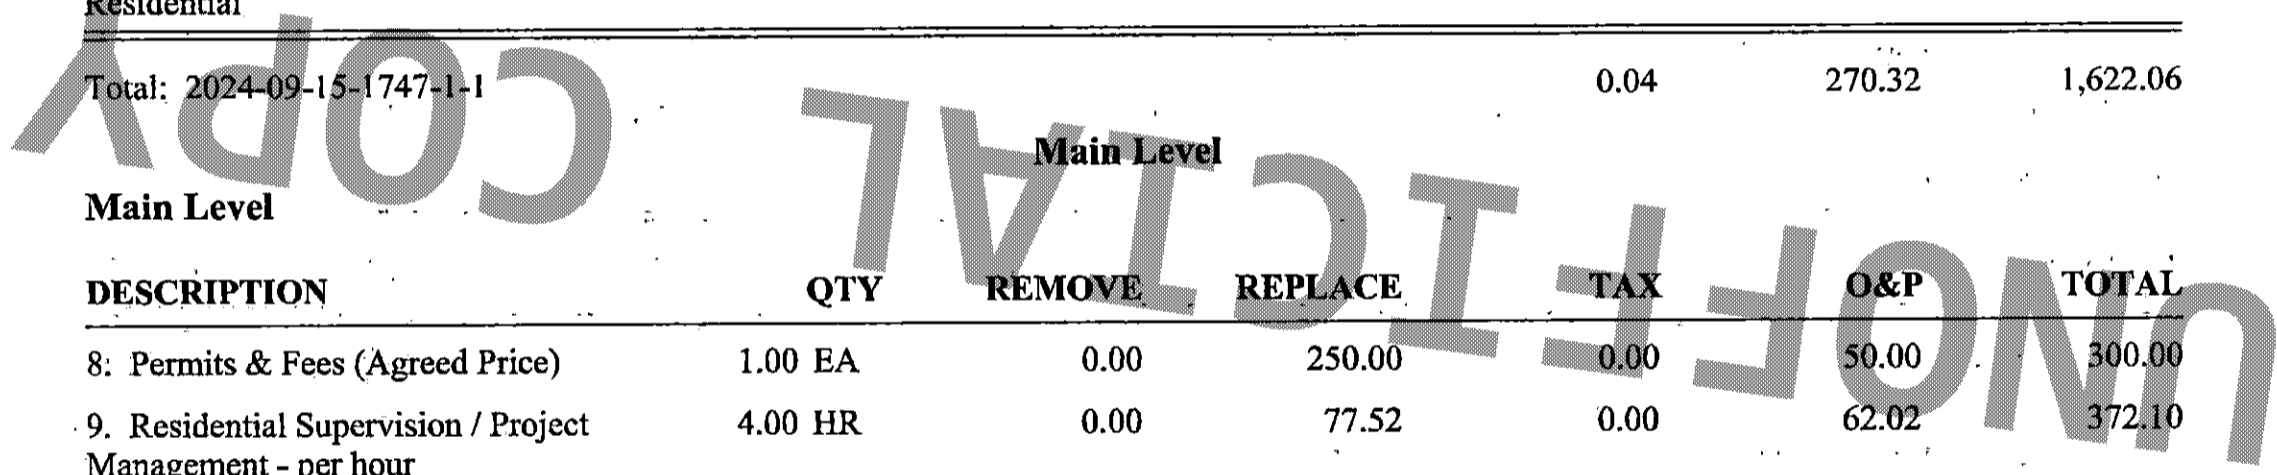 Residential
Total: 2024-09-15-1747-1-1 0.04 270.32 1,622.06
Main Level
Main Level
DESCRIPTION QTY REMOVE REPLACE TAX O&P TOTAL
8. Permits & Fees (Agreed Price) 1.00 EA 0.00 250.00 0.00 50.00 300.00
9. Residential Supervision / Project 4.00 HR 0.00 77.52 0.00 62.02 372.10
Management - per hour
UNOFFICIAL COPY